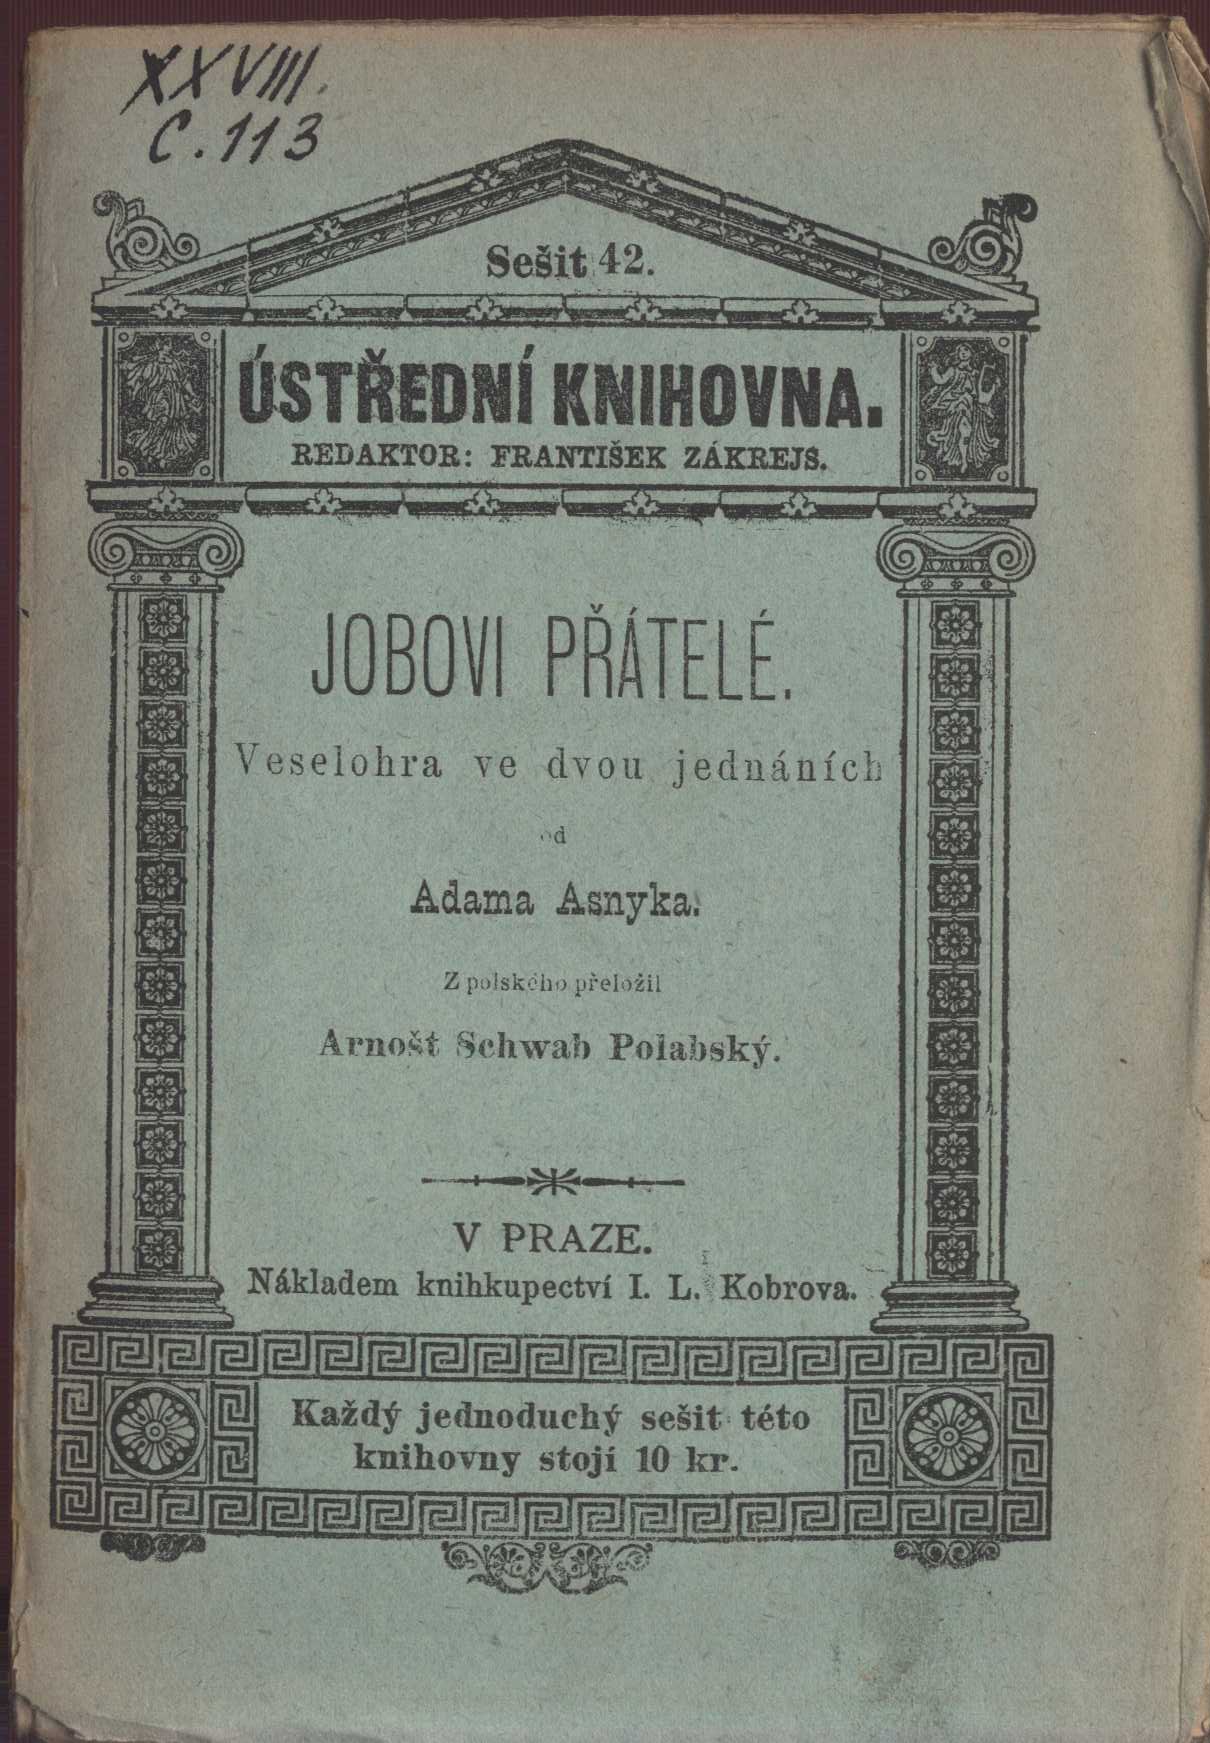 XXVIII.
C. 113
Sešit 42.
ÚSTŘEDNÍ KNIHOVNA.
REDAKTOR: FRANTIŠEK ZÁKREJS.
JOBOVI PŘÁTELÉ.
Veselohra ve dvou jednáních
od
Adama Asnyka.
Z polského přeložil
Arnošt Schwab Polabský.
V PRAZE.
Nákladem knihkupectví I. L. Kobrova.
Každý jednoduchý sešit této
knihovny stojí 10 kr.